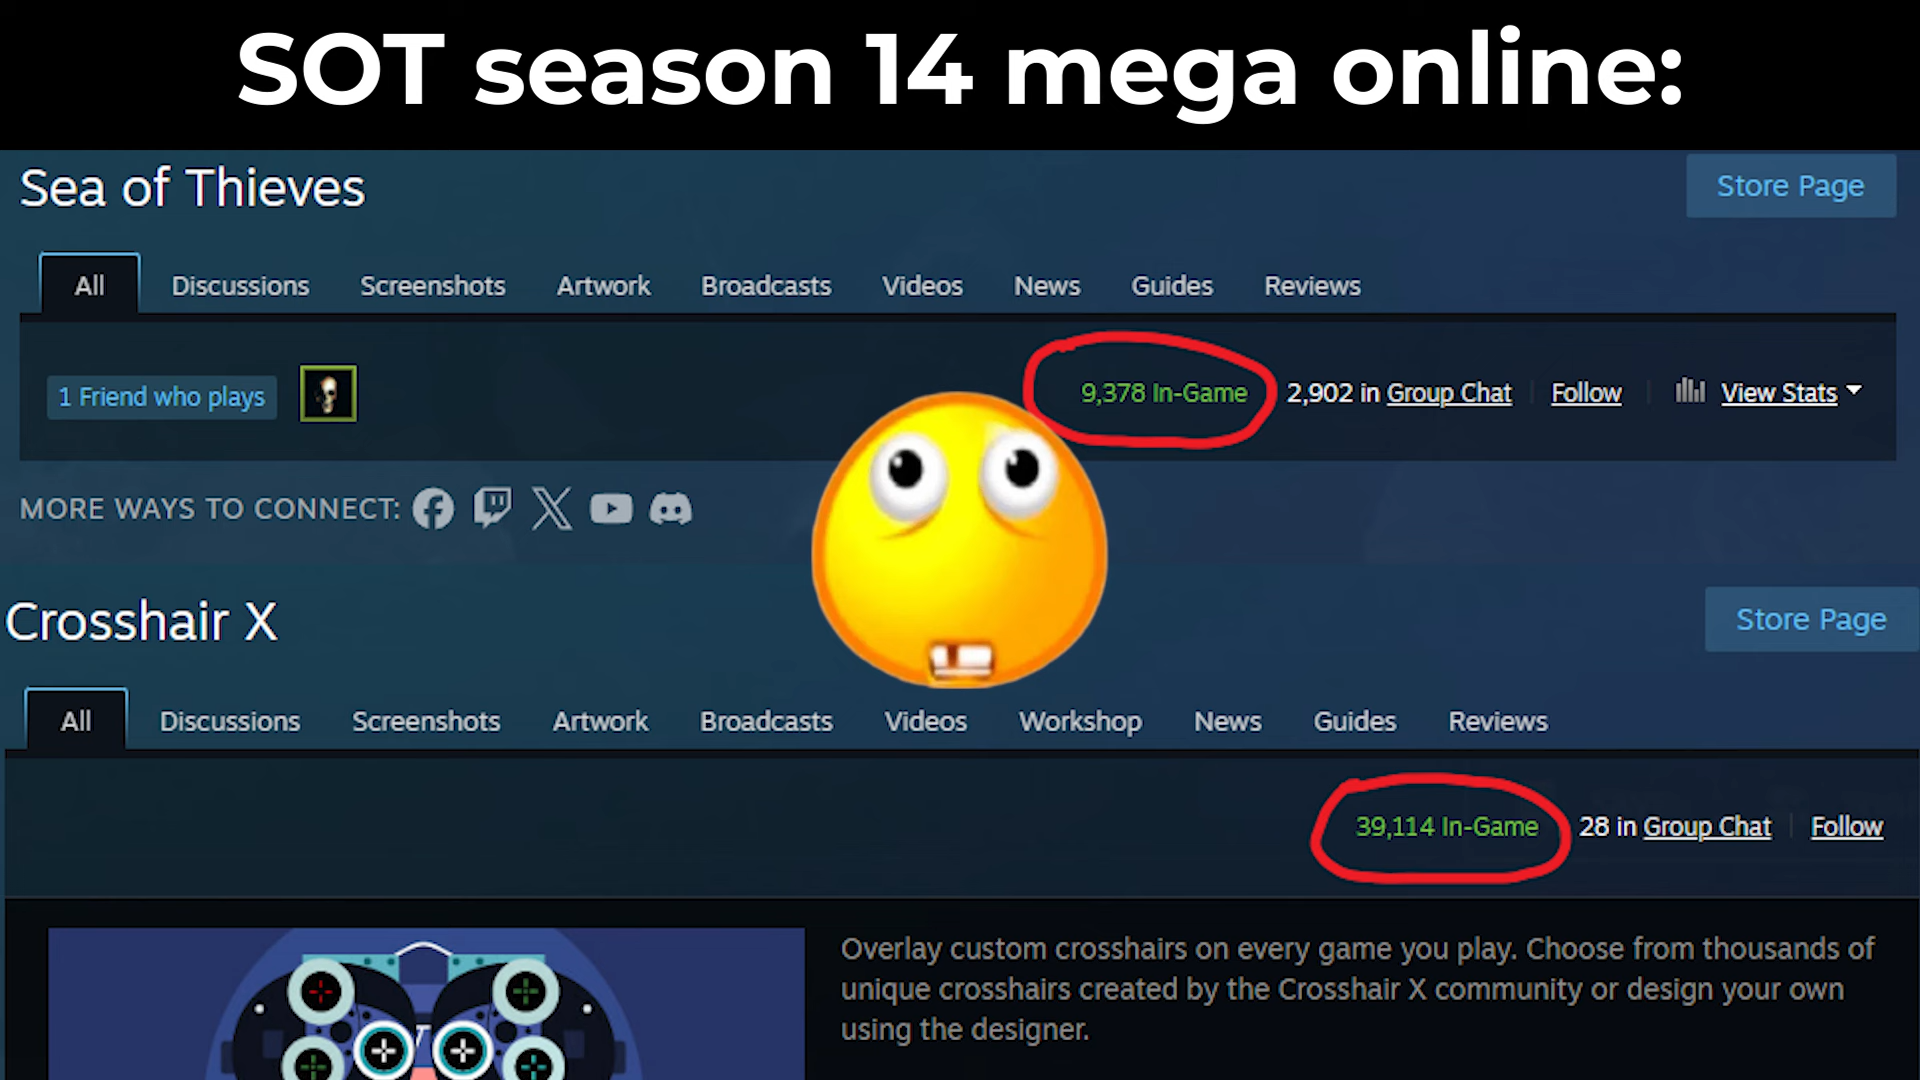 SOT season 14 mega online:
Sea of Thieves
Store Page
All Discussions Screenshots Artwork Broadcasts Videos News Guides Reviews
1 Friend who plays 9,378 In-Game 2,902 in Group Chat Follow View Stats
MORE WAYS TO CONNECT:
Crosshair X
Store Page
All Discussions Screenshots Artwork Broadcasts Videos Workshop News Guides Reviews
39,114 In-Game 28 in Group Chat Follow
Overlay custom crosshairs on every game you play. Choose from thousands of
unique crosshairs created by the Crosshair X community or design your own
using the designer.